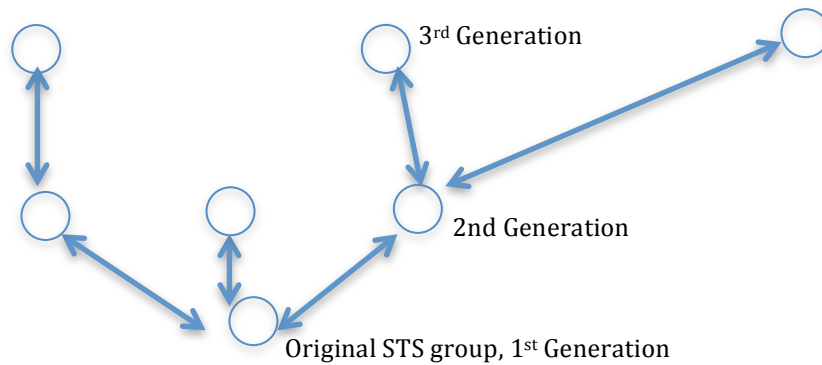 3rd Generation
2nd Generation
Original STS group, 1st Generation